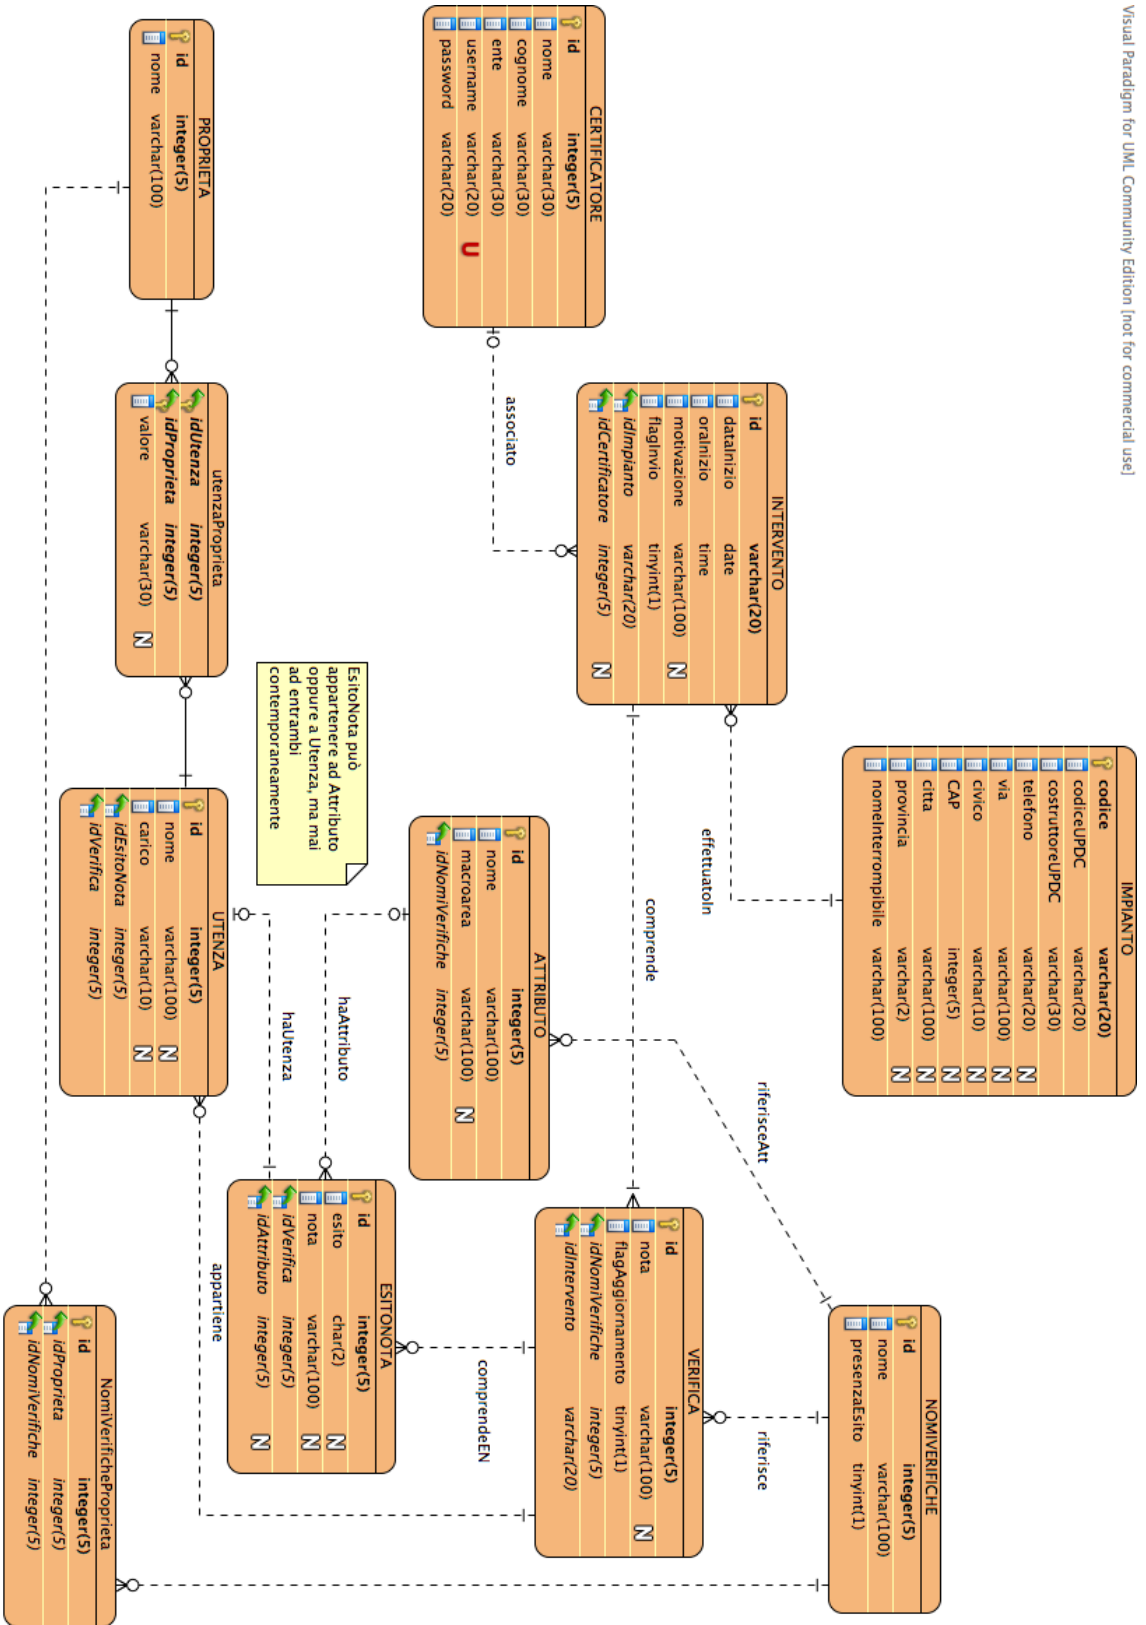 Visual Paradigm for UML Community Edition [not for commercial use]
IMPIANTO
codice varchar(20)
codiceUPDC varchar(20)
costruttoreUPDC varchar(30)
telefono varchar(20) N
via varchar(100) N
civico varchar(10) N
CAP integer(5) N
citta varchar(100) N
provincia varchar(2) N
nomeInterrompibile varchar(100)
NOMIVERIFICHE
id integer(5)
nome varchar(100)
presenzaEsito tinyint(1)
effettuatoIn
riferisceAtt
riferisce
INTERVENTO
id varchar(20)
dataInizio date
oraInizio time
motivazione varchar(100) N
flagInvio tinyint(1)
idImpianto varchar(20)
idCertificatore integer(5) N
comprende
VERIFICA
id integer(5)
nota varchar(100) N
flagAggiornamento tinyint(1)
idNomiVerifiche integer(5)
idIntervento varchar(20)
CERTIFICATORE
id integer(5)
nome varchar(30)
cognome varchar(30)
ente varchar(30)
username varchar(20) U
password varchar(20)
associato
ATTRIBUTO
id integer(5)
nome varchar(100)
macroarea varchar(100) N
idNomiVerifiche integer(5)
comprendeEN
haAttributo
haUtenza
ESITONOTA
id integer(5)
esito char(2) N
nota varchar(100) N
idVerifica integer(5)
idAttributo integer(5) N
EsitoNota può
appartenere ad Attributo
oppure a Utenza, ma mai
ad entrambi
contemporaneamente
appartiene
PROPRIETA
id integer(5)
nome varchar(100)
utenzaProprieta
idUtenza integer(5)
idProprieta integer(5)
valore varchar(30) N
UTENZA
id integer(5)
nome varchar(100) N
carico varchar(10) N
idEsitoNota integer(5)
idVerifica integer(5)
NomiVerificheProprieta
id integer(5)
idProprieta integer(5)
idNomiVerifiche integer(5)